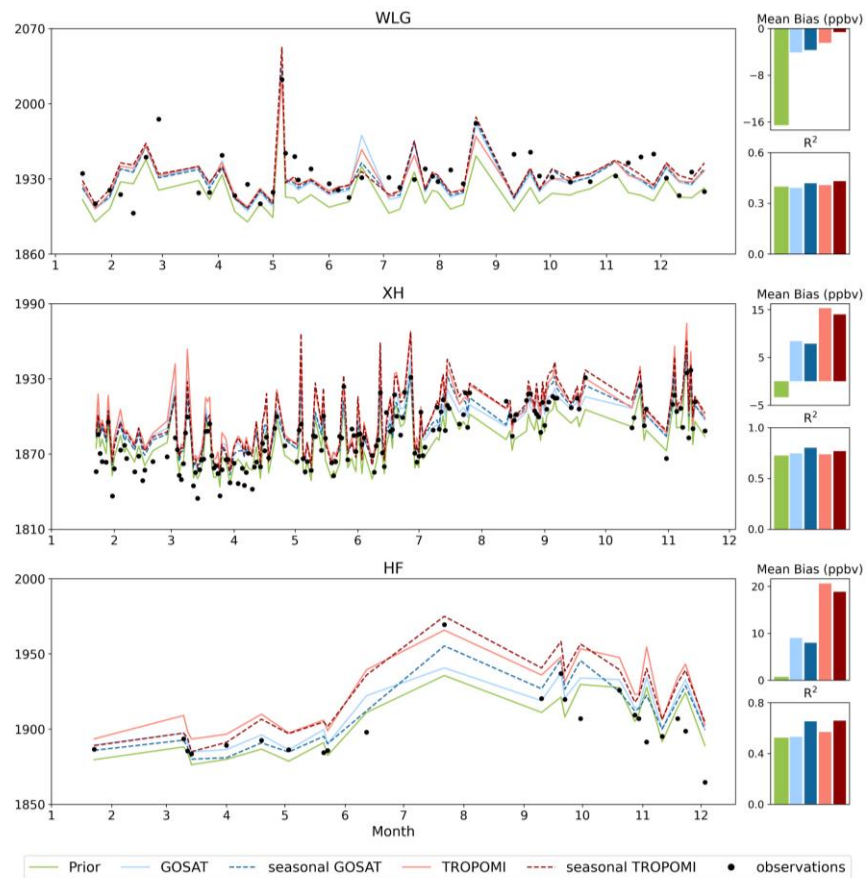 WLG
Mean Bias (ppbv)
2070
2000
1930
1860
1 2 3 4 5 6 7 8 9 10 11 12
0
−8
−16
R²
0.6
0.3
0.0
XH
Mean Bias (ppbv)
1990
1930
1870
1810
1 2 3 4 5 6 7 8 9 10 11 12
15
5
−5
R²
1.0
0.5
0.0
HF
Mean Bias (ppbv)
2000
1950
1900
1850
1 2 3 4 5 6 7 8 9 10 11 12
Month
20
10
0
R²
0.8
0.4
0.0
Prior GOSAT seasonal GOSAT TROPOMI seasonal TROPOMI observations